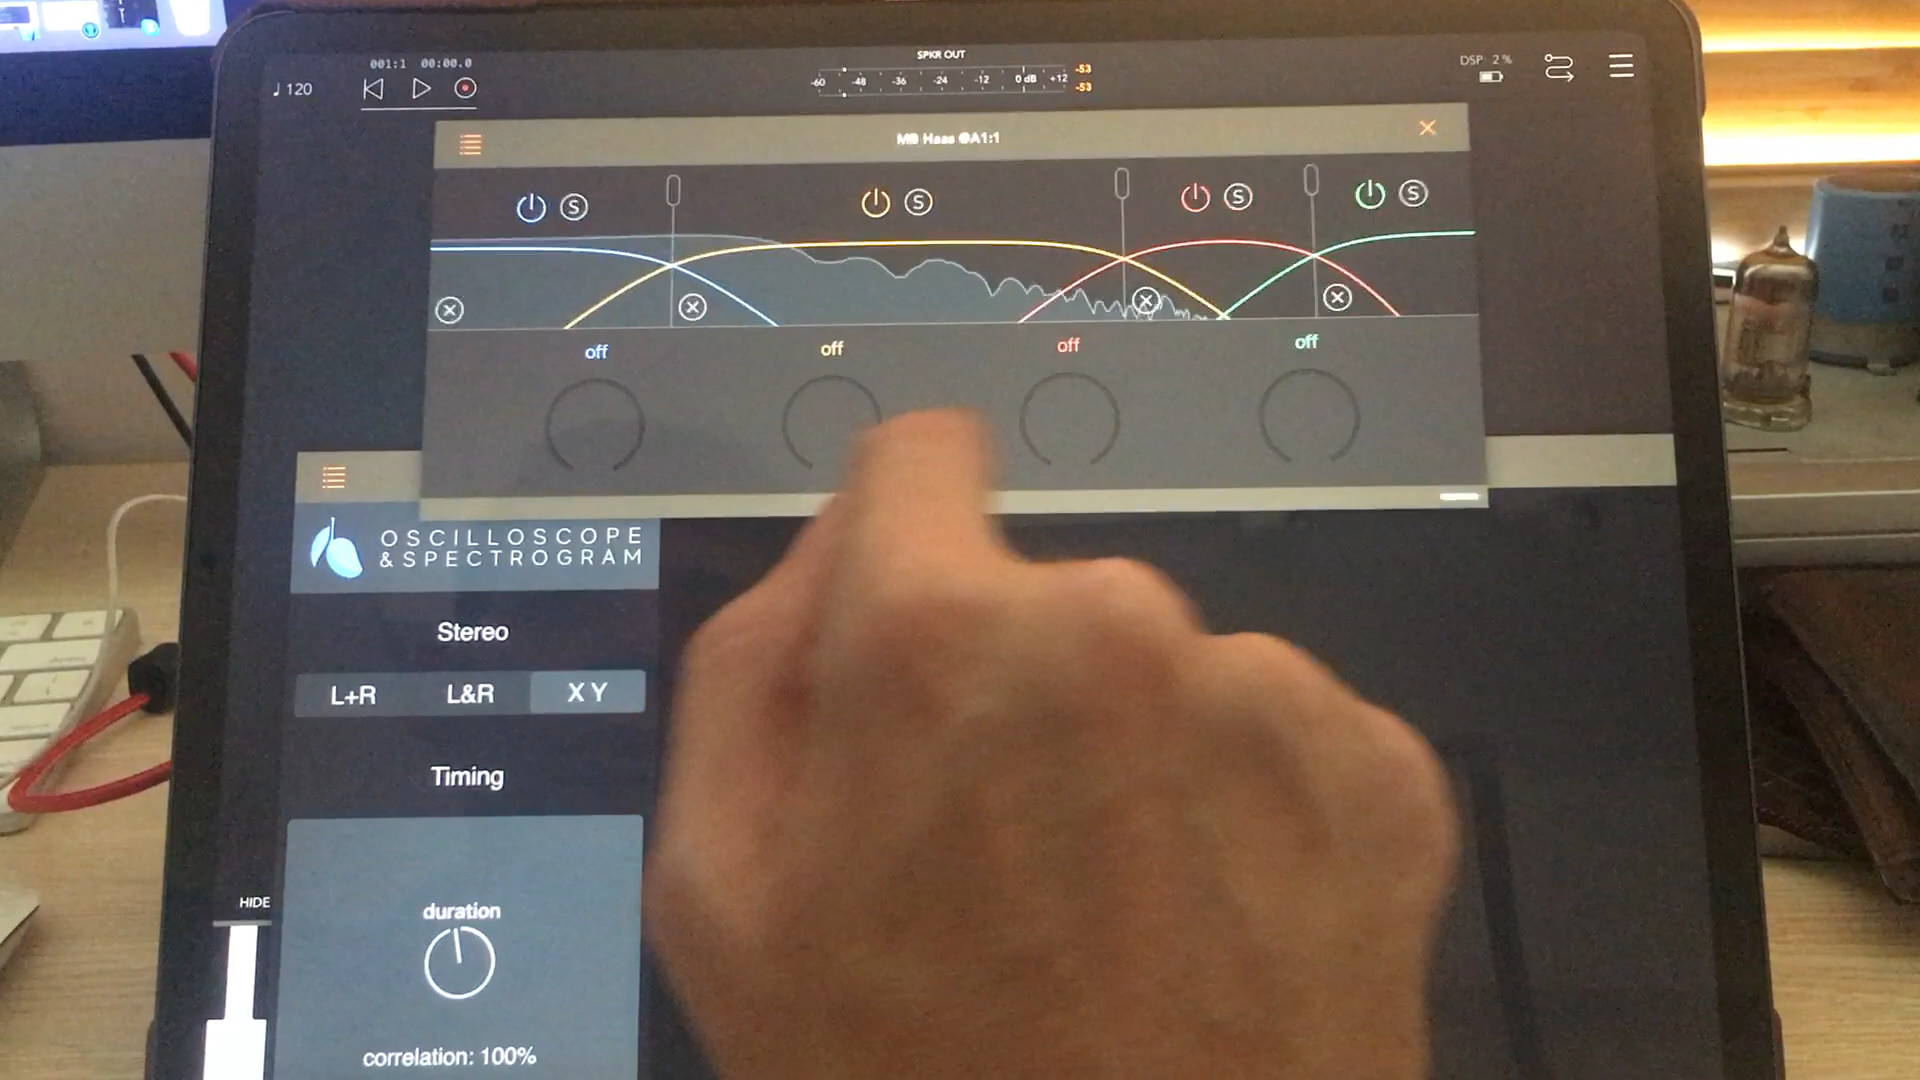 SPKR OUT
♩ 120
001:1 00:00.0
-60 -48 -36 -24 -12 0 dB +12
-53
-53
DSP 2 %
MB Haas @A1:1
S
S
S
S
off
off
off
off
OSCILLOSCOPE
& SPECTROGRAM
Stereo
L+R L&R X Y
Timing
duration
HIDE
correlation: 100%